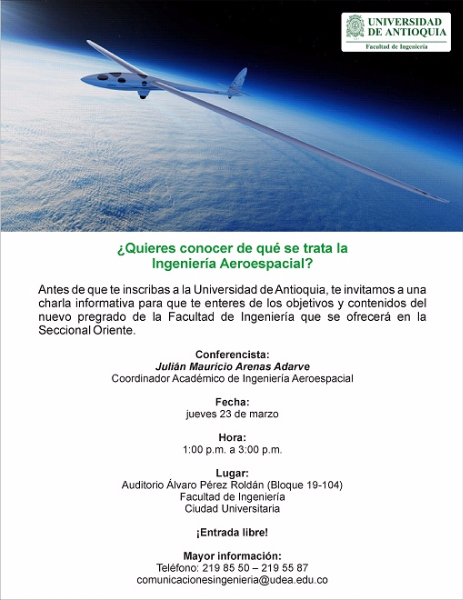 UNIVERSIDAD
DE ANTIOQUIA
Facultad de Ingeniería
¿Quieres conocer de qué se trata la
Ingeniería Aeroespacial?
Antes de que te inscribas a la Universidad de Antioquia, te invitamos a una
charla informativa para que te enteres de los objetivos y contenidos del
nuevo pregrado de la Facultad de Ingeniería que se ofrecerá en la
Seccional Oriente.
Conferencista:
Julián Mauricio Arenas Adarve
Coordinador Académico de Ingeniería Aeroespacial
Fecha:
jueves 23 de marzo
Hora:
1:00 p.m. a 3:00 p.m.
Lugar:
Auditorio Álvaro Pérez Roldán (Bloque 19-104)
Facultad de Ingeniería
Ciudad Universitaria
¡Entrada libre!
Mayor información:
Teléfono: 219 85 50 – 219 55 87
comunicacionesingenieria@udea.edu.co